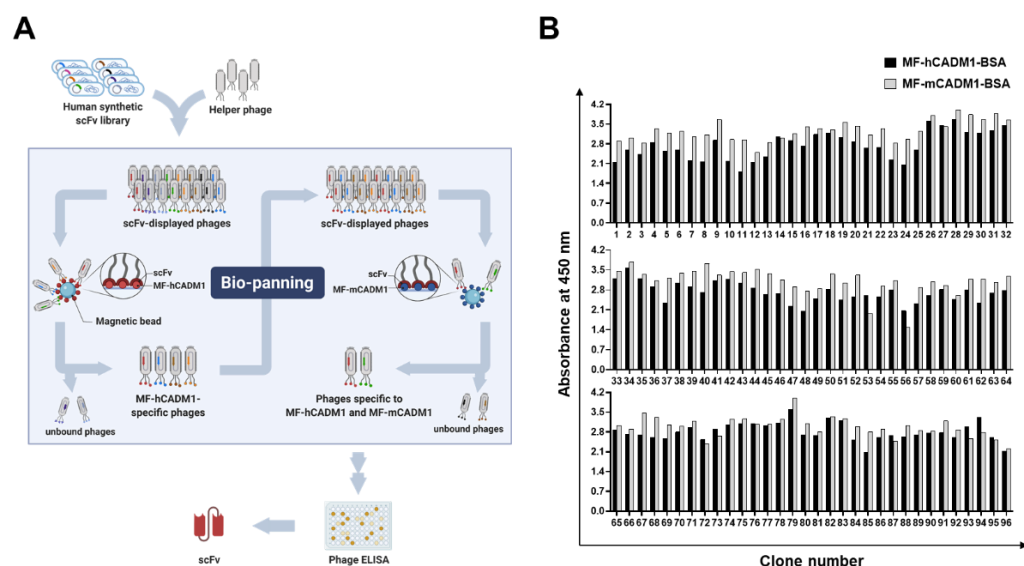 A
Human synthetic
scFv library
Helper phage
scFv-displayed phages
scFv-displayed phages
scFv
MF-hCADM1
Magnetic bead
Bio-panning
scFv
MF-mCADM1
MF-hCADM1-
specific phages
Phages specific to
MF-hCADM1 and MF-mCADM1
unbound phages
unbound phages
scFv
Phage ELISA
B
MF-hCADM1-BSA
MF-mCADM1-BSA
Absorbance at 450 nm
4.2
3.5
2.8
2.1
1.4
0.7
0.0
1 2 3 4 5 6 7 8 9 10 11 12 13 14 15 16 17 18 19 20 21 22 23 24 25 26 27 28 29 30 31 32
4.2
3.5
2.8
2.1
1.4
0.7
0.0
33 34 35 36 37 38 39 40 41 42 43 44 45 46 47 48 49 50 51 52 53 54 55 56 57 58 59 60 61 62 63 64
4.2
3.5
2.8
2.1
1.4
0.7
0.0
65 66 67 68 69 70 71 72 73 74 75 76 77 78 79 80 81 82 83 84 85 86 87 88 89 90 91 92 93 94 95 96
Clone number